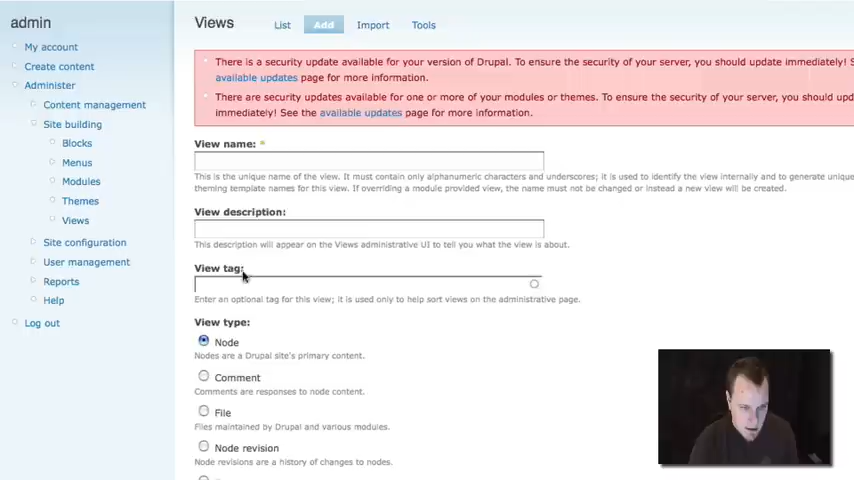 admin
My account
Create content
Administer
Content management
Site building
Blocks
Menus
Modules
Themes
Views
Site configuration
User management
Reports
Help
Log out
Views
List
Add
Import
Tools
There is a security update available for your version of Drupal. To ensure the security of your server, you should update immediately! S
available updates page for more information.
There are security updates available for one or more of your modules or themes. To ensure the security of your server, you should upd
immediately! See the available updates page for more information.
View name: *
This is the unique name of the view. It must contain only alphanumeric characters and underscores; it is used to identify the view internally and to generate unique
theming template names for this view. If overriding a module provided view, the name must not be changed or instead a new view will be created.
View description:
This description will appear on the Views administrative UI to tell you what the view is about.
View tag:
Enter an optional tag for this view; it is used only to help sort views on the administrative page.
View type:
Node
Nodes are a Drupal site's primary content.
Comment
Comments are responses to node content.
File
Files maintained by Drupal and various modules.
Node revision
Node revisions are a history of changes to nodes.